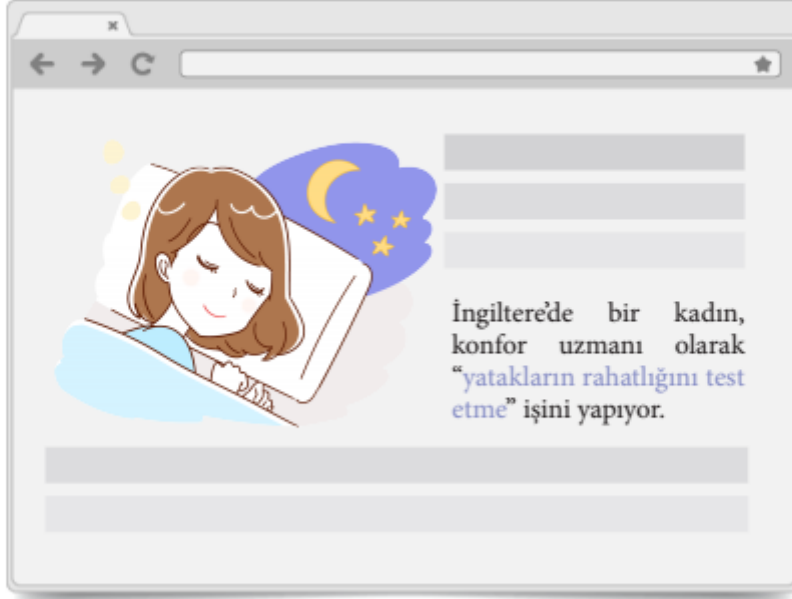 İngiltere'de bir kadın,
konfor uzmanı olarak
“yatakların rahatlığını test
etme” işini yapıyor.